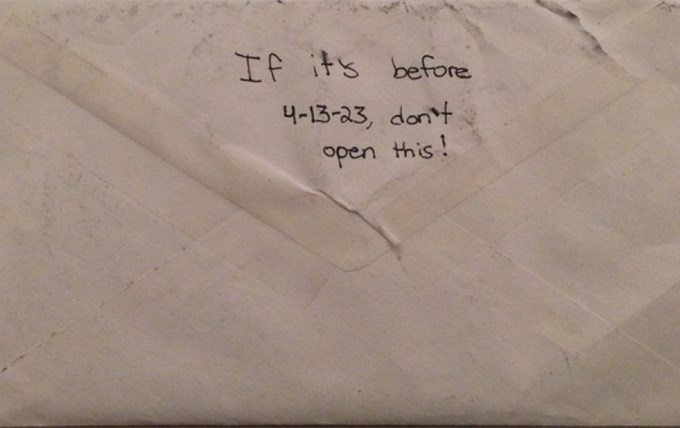 If it's before
4-13-23, don't
open this!